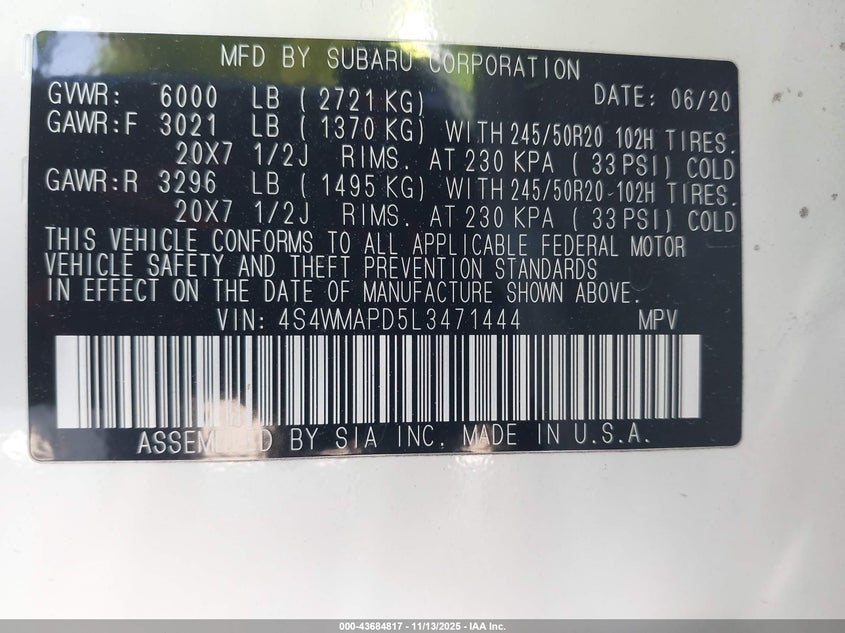 MFD BY SUBARU CORPORATION
GVWR: 6000 LB ( 2721 KG) DATE: 06/20
GAWR:F 3021 LB ( 1370 KG) WITH 245/50R20 102H TIRES.
20X7 1/2J RIMS. AT 230 KPA ( 33 PSI) COLD
GAWR:R 3296 LB ( 1495 KG) WITH 245/50R20 102H TIRES.
20X7 1/2J RIMS. AT 230 KPA ( 33 PSI) COLD
THIS VEHICLE CONFORMS TO ALL APPLICABLE FEDERAL MOTOR
VEHICLE SAFETY AND THEFT PREVENTION STANDARDS
IN EFFECT ON THE DATE OF MANUFACTURE SHOWN ABOVE.
VIN: 4S4WMAPD5L3471444 MPV
ASSEMBLED BY SIA INC. MADE IN U.S.A.
000-43684817 - 11/13/2025 - IAA Inc.